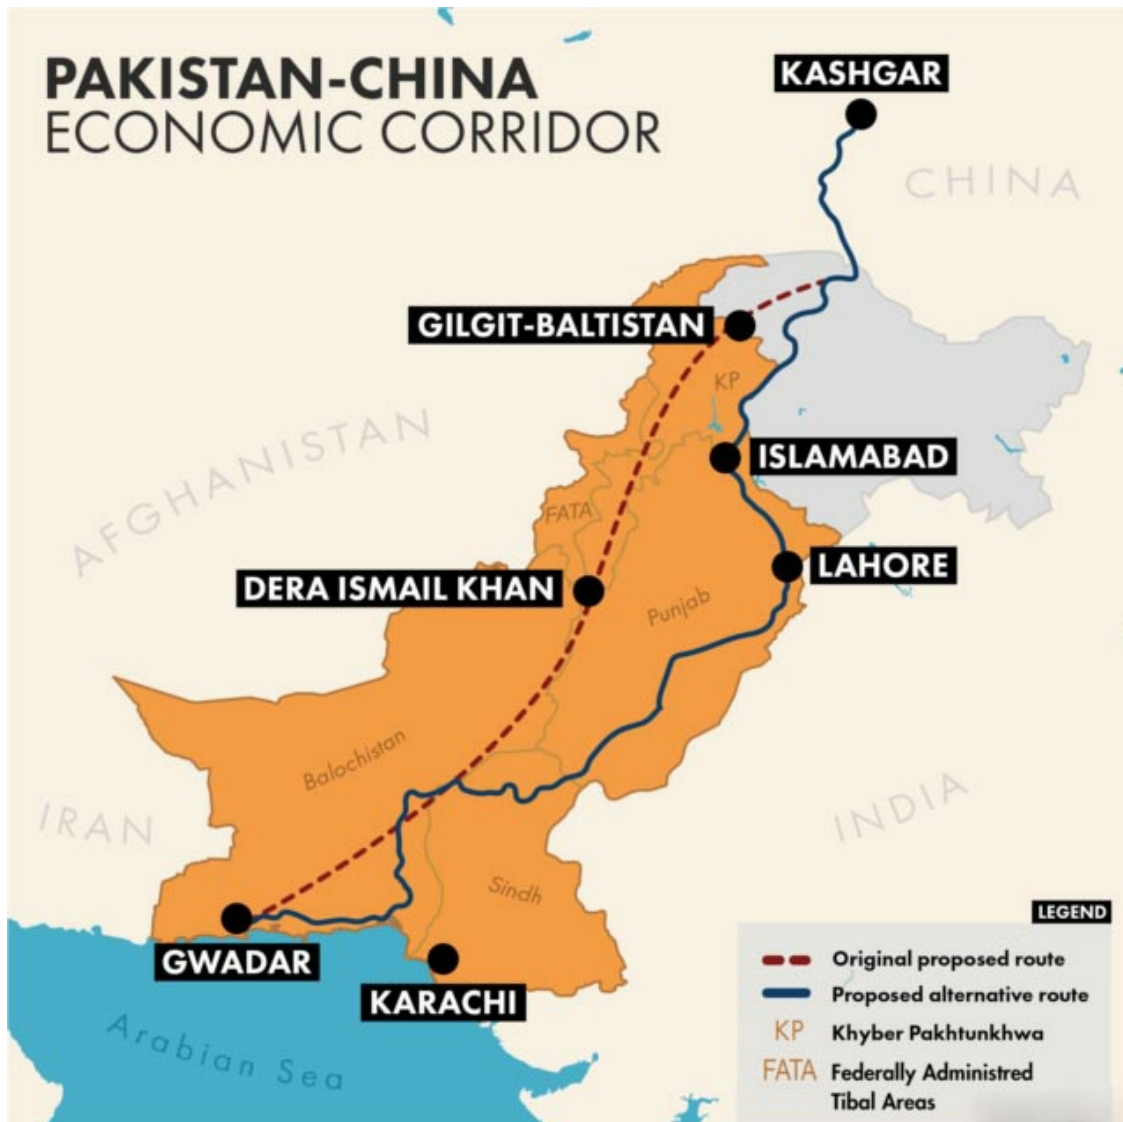 PAKISTAN-CHINA
ECONOMIC CORRIDOR
KASHGAR
CHINA
GILGIT-BALTISTAN
KP
AFGHANISTAN
ISLAMABAD
FATA
LAHORE
DERA ISMAIL KHAN
Punjab
Balochistan
IRAN
INDIA
Sindh
GWADAR
KARACHI
Arabian Sea
LEGEND
Original proposed route
Proposed alternative route
KP Khyber Pakhtunkhwa
FATA Federally Administred
Tibal Areas